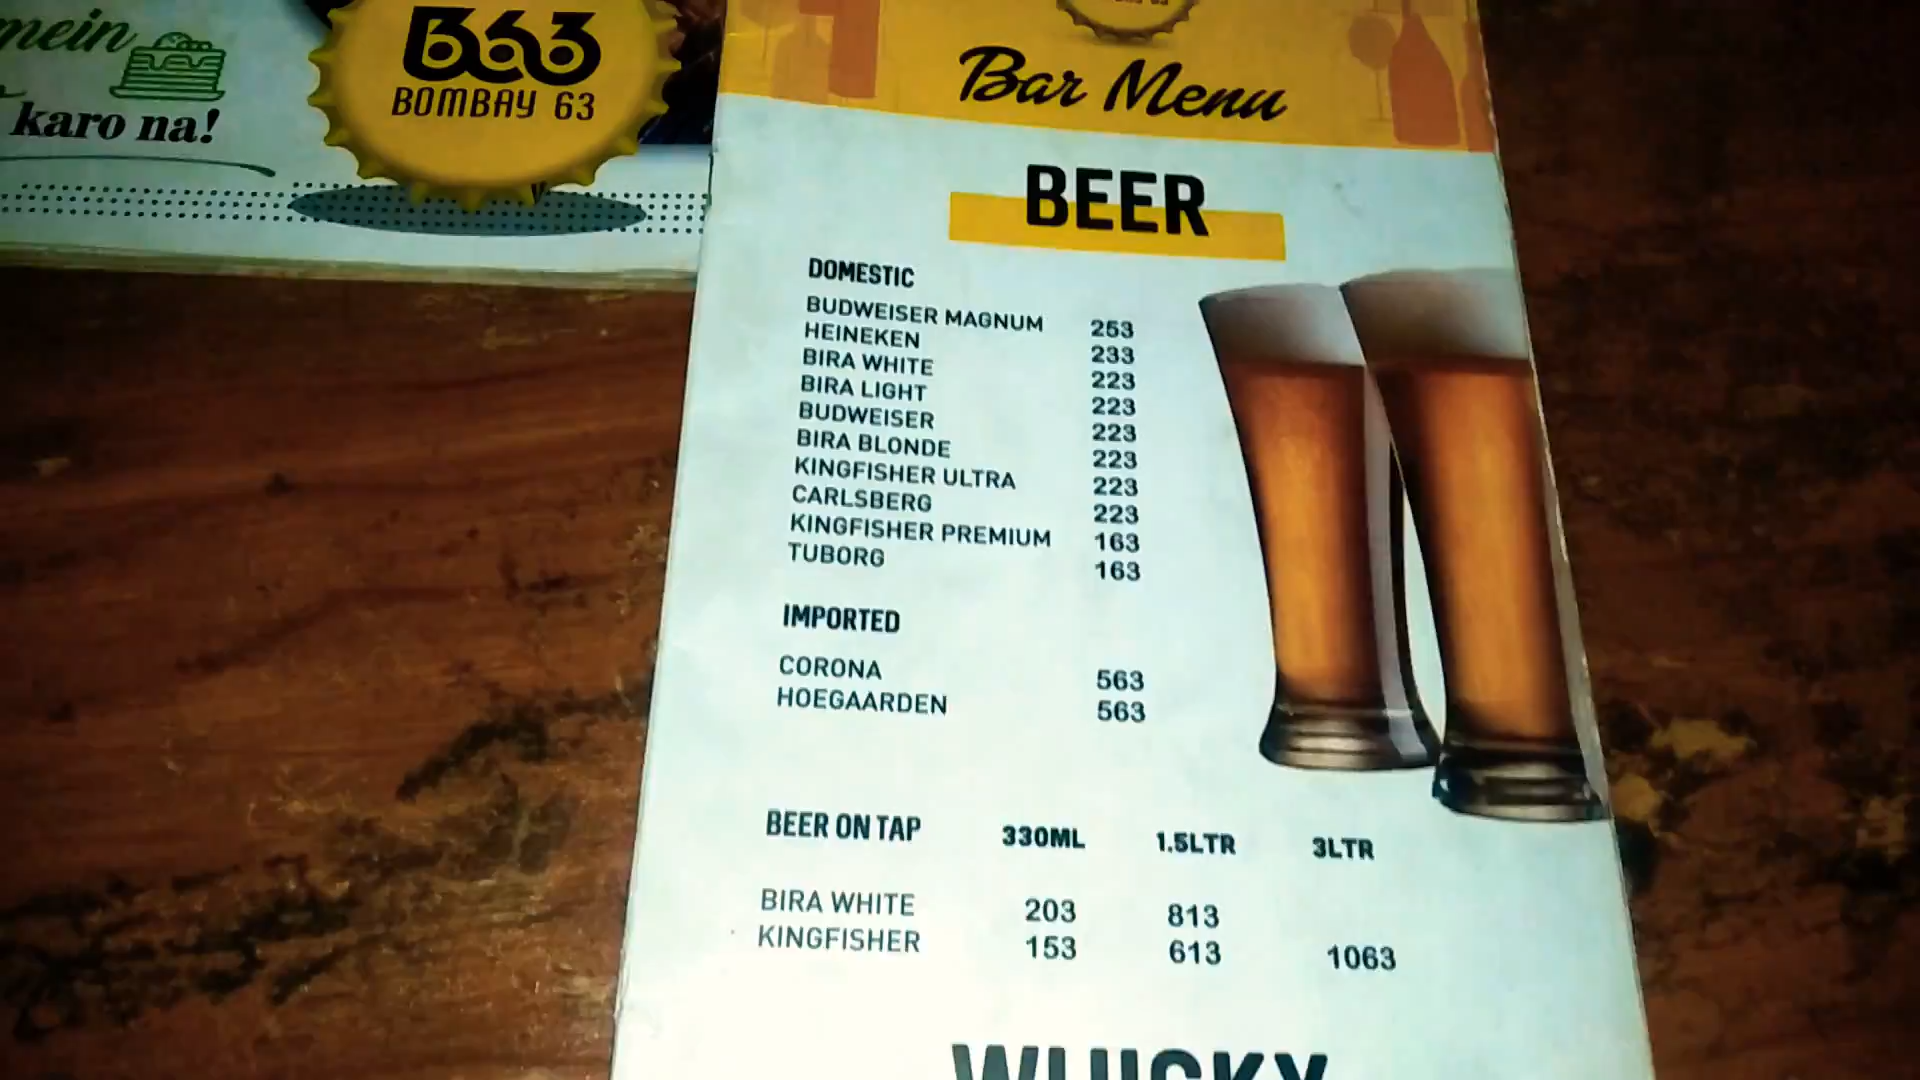 mein
karo na!
B63
BOMBAY 63
Bar Menu
BEER
DOMESTIC
BUDWEISER MAGNUM 253
HEINEKEN 233
BIRA WHITE 223
BIRA LIGHT 223
BUDWEISER 223
BIRA BLONDE 223
KINGFISHER ULTRA 223
CARLSBERG 223
KINGFISHER PREMIUM 163
TUBORG 163
IMPORTED
CORONA 563
HOEGAARDEN 563
BEER ON TAP 330ML 1.5LTR 3LTR
BIRA WHITE 203 813
KINGFISHER 153 613 1063
WHISKY